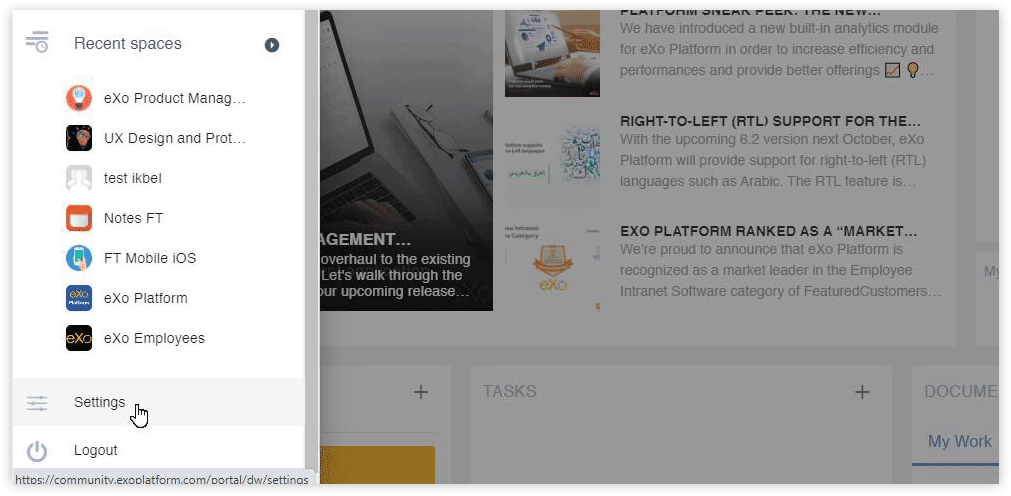 Recent spaces
eXo Product Manag...
UX Design and Prot...
test ikbel
Notes FT
FT Mobile iOS
eXo
Platform
eXo Platform
eXo
eXo Employees
Settings
Logout
https://community.exoplatform.com/portal/dw/settings
AGEMENT...
overhaul to the existing
Let's walk through the
our upcoming release...
PLATFORM SNEAK PEEK: THE NEW...
We have introduced a new built-in analytics module
for eXo Platform in order to increase efficiency and
performances and provide better offerings 📈 💡...
RIGHT-TO-LEFT (RTL) SUPPORT FOR THE...
With the upcoming 6.2 version next October, eXo
Platform will provide support for right-to-left (RTL)
languages such as Arabic. The RTL feature is...
EXO PLATFORM RANKED AS A “MARKET...
We're proud to announce that eXo Platform is
recognized as a market leader in the Employee
Intranet Software category of FeaturedCustomers...
eXo
My
+
TASKS
+
DOCUME
My Work